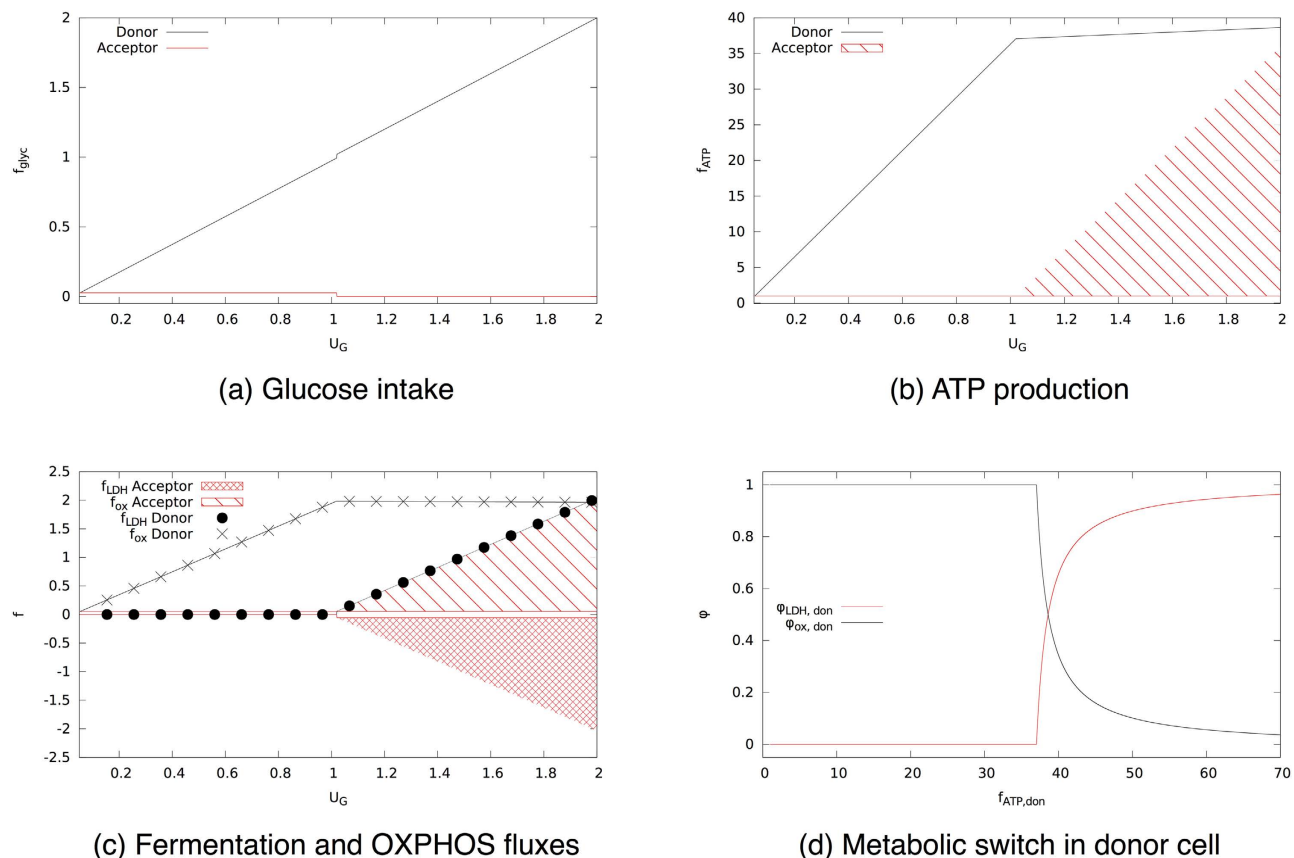 Donor
Acceptor
2
1.5
1
0.5
0
f_glyc
0.2 0.4 0.6 0.8 1 1.2 1.4 1.6 1.8 2
U_G
(a) Glucose intake
Donor
Acceptor
40
35
30
25
20
15
10
5
0
f_ATP
0.2 0.4 0.6 0.8 1 1.2 1.4 1.6 1.8 2
U_G
(b) ATP production
f_LDH Acceptor
f_ox Acceptor
f_LDH Donor
f_ox Donor
2.5
2
1.5
1
0.5
0
-0.5
-1
-1.5
-2
-2.5
f
0.2 0.4 0.6 0.8 1 1.2 1.4 1.6 1.8 2
U_G
(c) Fermentation and OXPHOS fluxes
1
0.8
0.6
0.4
0.2
0
φ
φ_LDH, don
φ_ox, don
0 10 20 30 40 50 60 70
f_ATP,don
(d) Metabolic switch in donor cell